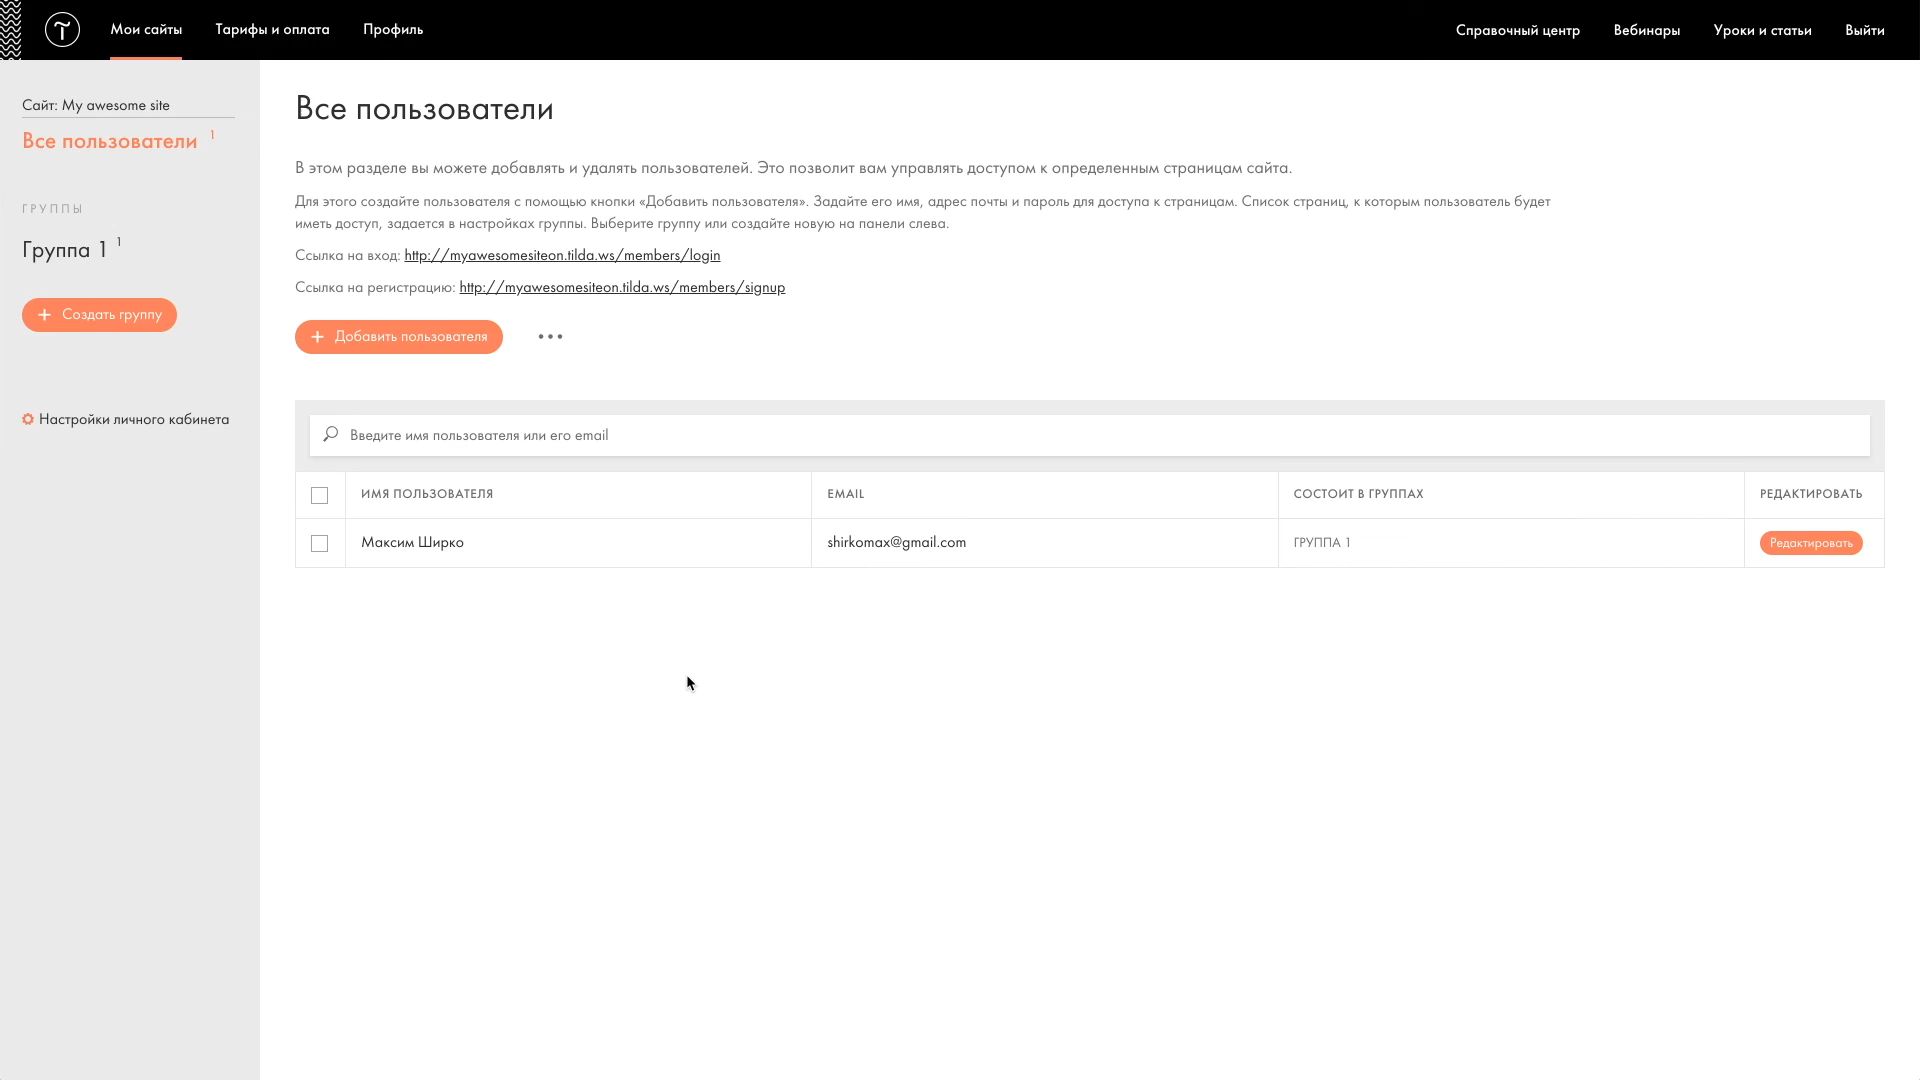 Мои сайты
Тарифы и оплата
Профиль
Справочный центр
Вебинары
Уроки и статьи
Выйти
Сайт: My awesome site
Все пользователи 1
ГРУППЫ
Группа 1 1
Создать группу
Настройки личного кабинета
Все пользователи
В этом разделе вы можете добавлять и удалять пользователей. Это позволит вам управлять доступом к определенным страницам сайта.
Для этого создайте пользователя с помощью кнопки «Добавить пользователя». Задайте его имя, адрес почты и пароль для доступа к страницам. Список страниц, к которым пользователь будет
иметь доступ, задается в настройках группы. Выберите группу или создайте новую на панели слева.
Ссылка на вход: http://myawesomesiteon.tilda.ws/members/login
Ссылка на регистрацию: http://myawesomesiteon.tilda.ws/members/signup
Добавить пользователя
Введите имя пользователя или его email
ИМЯ ПОЛЬЗОВАТЕЛЯ
EMAIL
СОСТОИТ В ГРУППАХ
РЕДАКТИРОВАТЬ
Максим Ширко
shirkomax@gmail.com
ГРУППА 1
Редактировать